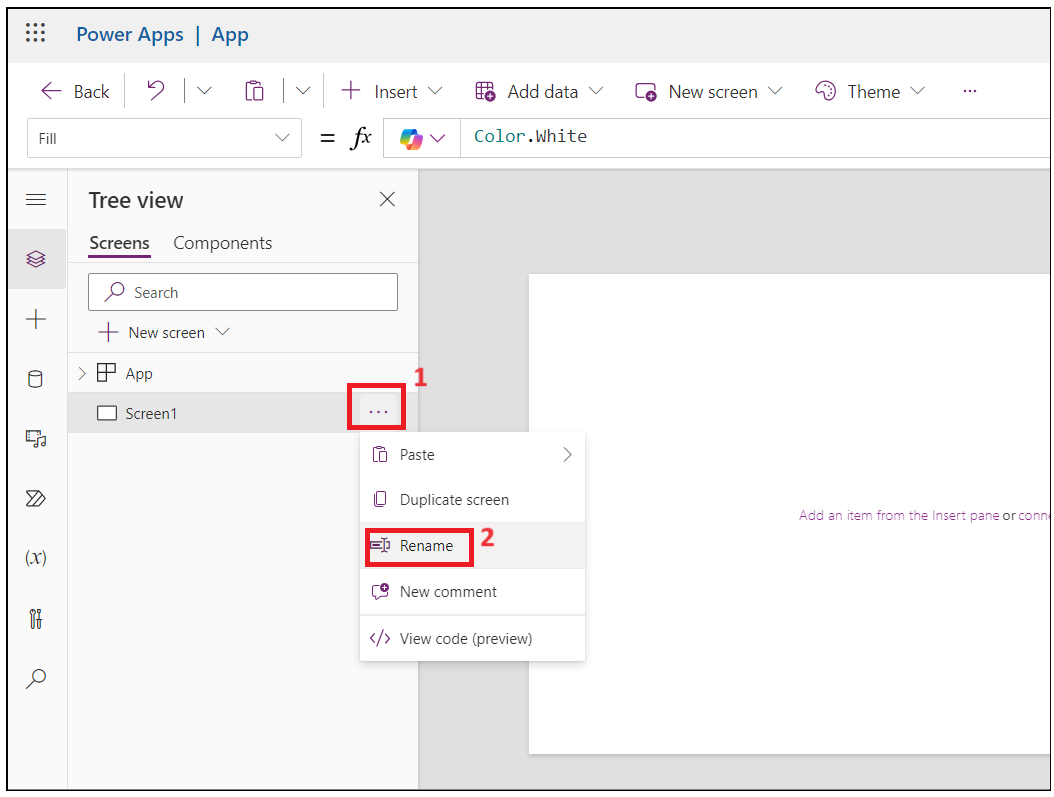 Power Apps | App
Back
Insert
Add data
New screen
Theme
...
Fill
= fx
Color.White
Tree view
Screens
Components
Search
New screen
App
1
Screen1
...
Paste
Duplicate screen
Rename
2
New comment
</> View code (preview)
(x)
Add an item from the Insert pane or conne